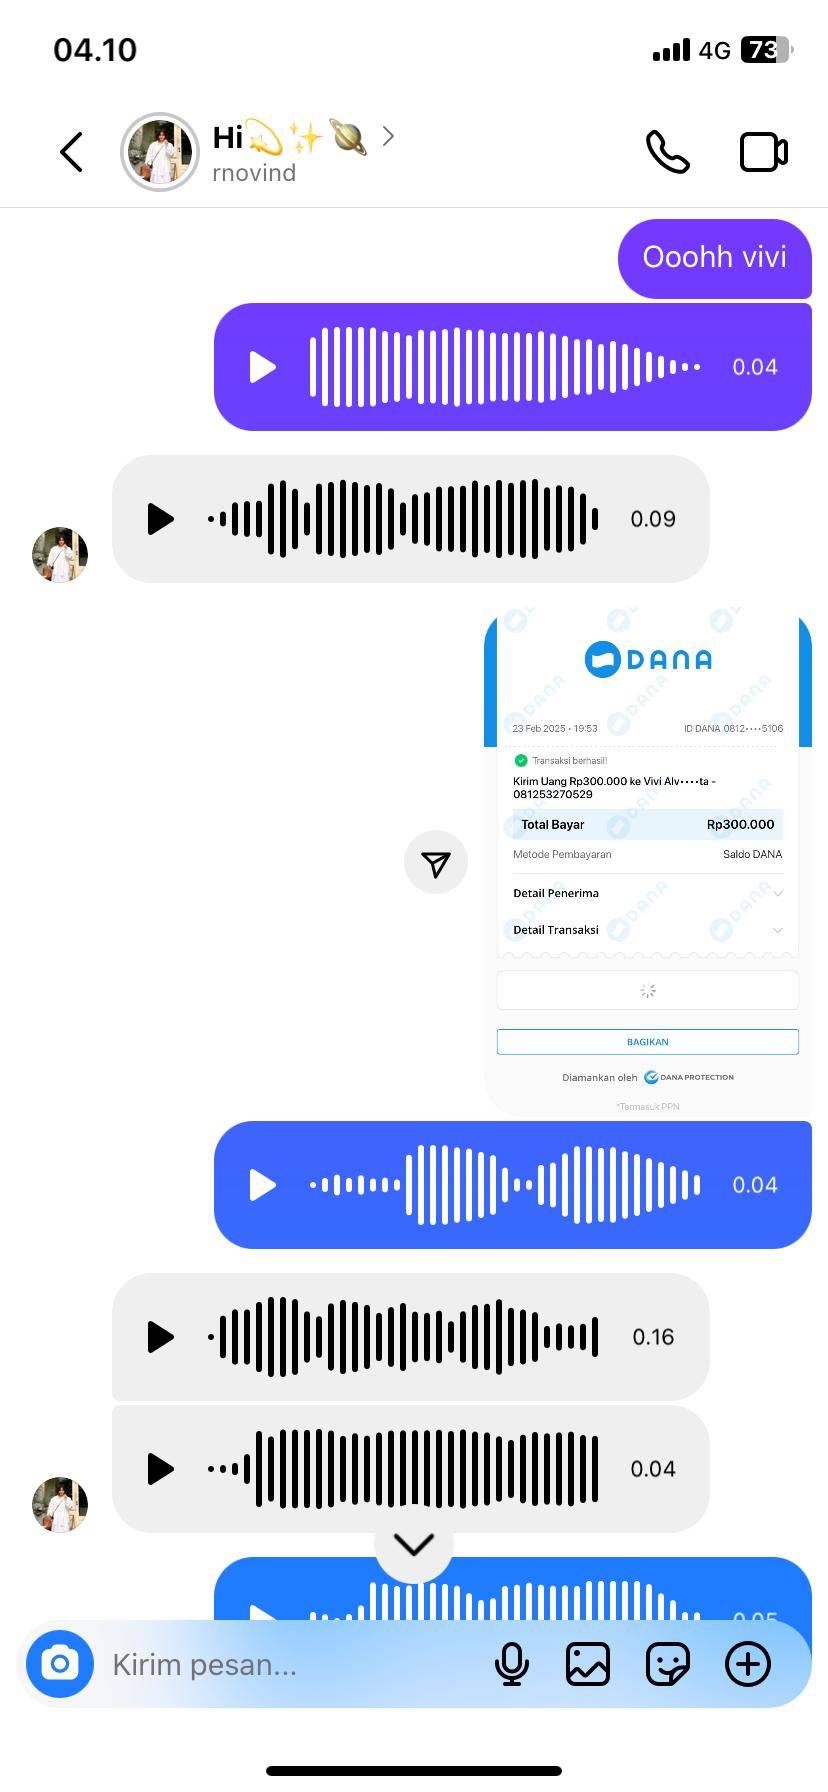 04.10
4G 73
Hi💫✨🪐
rnovind
Ooohh vivi
0.04
0.09
DANA
23 Feb 2025 • 19:53 ID DANA 0812••••5106
Transaksi berhasil!
Kirim Uang Rp300.000 ke Vivi Alv••••ta -
081253270529
Total Bayar Rp300.000
Metode Pembayaran Saldo DANA
Detail Penerima
Detail Transaksi
BAGIKAN
Diamankan oleh DANA PROTECTION
*Termasuk PPN
0.04
0.16
0.04
0.05
Kirim pesan...